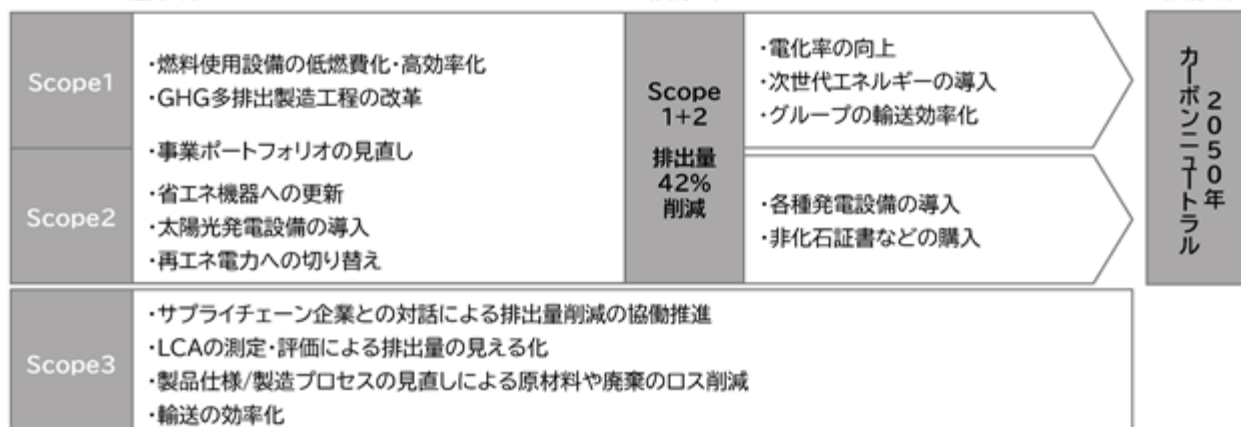 Scope1
・燃料使用設備の低燃費化・高効率化
・GHG多排出製造工程の改革
・事業ポートフォリオの見直し
Scope2
・省エネ機器への更新
・太陽光発電設備の導入
・再エネ電力への切り替え
Scope
1+2
排出量
42%
削減
・電化率の向上
・次世代エネルギーの導入
・グループの輸送効率化
・各種発電設備の導入
・非化石証書などの購入
2050年
カーボンニュートラル
Scope3
・サプライチェーン企業との対話による排出量削減の協働推進
・LCAの測定・評価による排出量の見える化
・製品仕様/製造プロセスの見直しによる原材料や廃棄のロス削減
・輸送の効率化